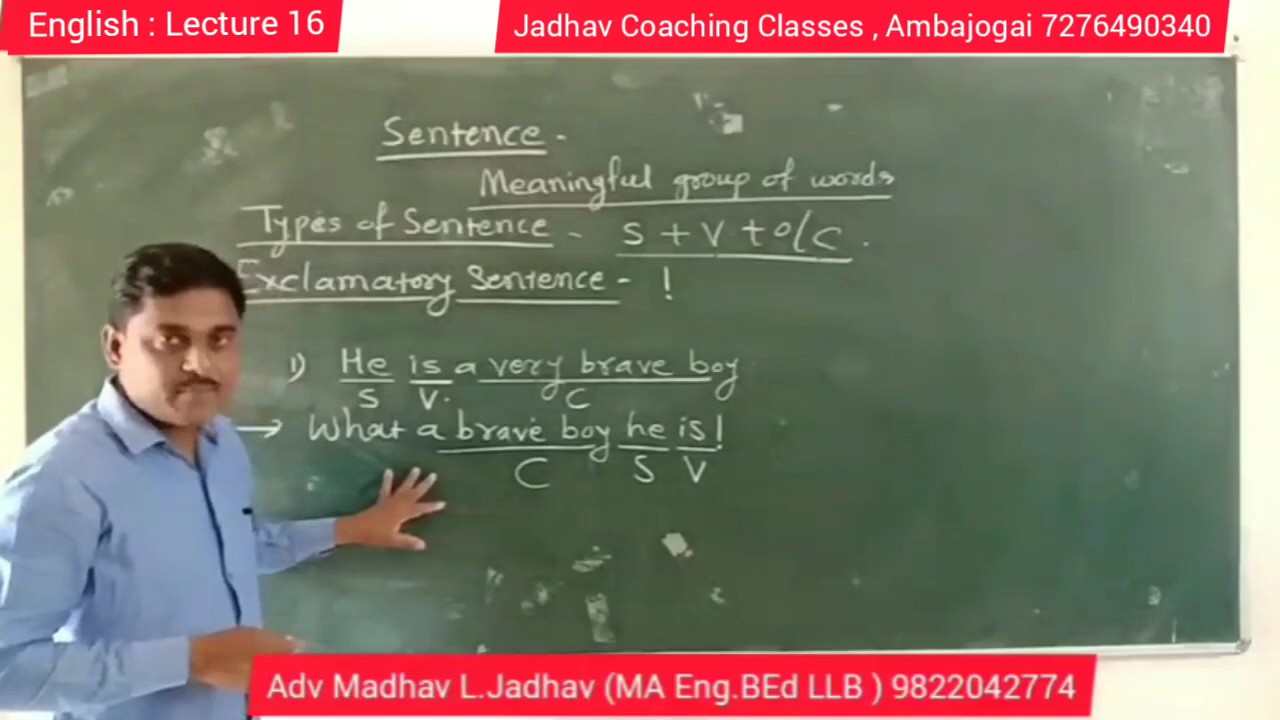 English : Lecture 16
Jadhav Coaching Classes , Ambajogai 7276490340
Sentence -
Meaningful group of words
Types of Sentence - S + V + O/C .
Exclamatory Sentence - !
1) He is a very brave boy
S V. C
→ What a brave boy he is!
C S V
Adv Madhav L.Jadhav (MA Eng.BEd LLB ) 9822042774